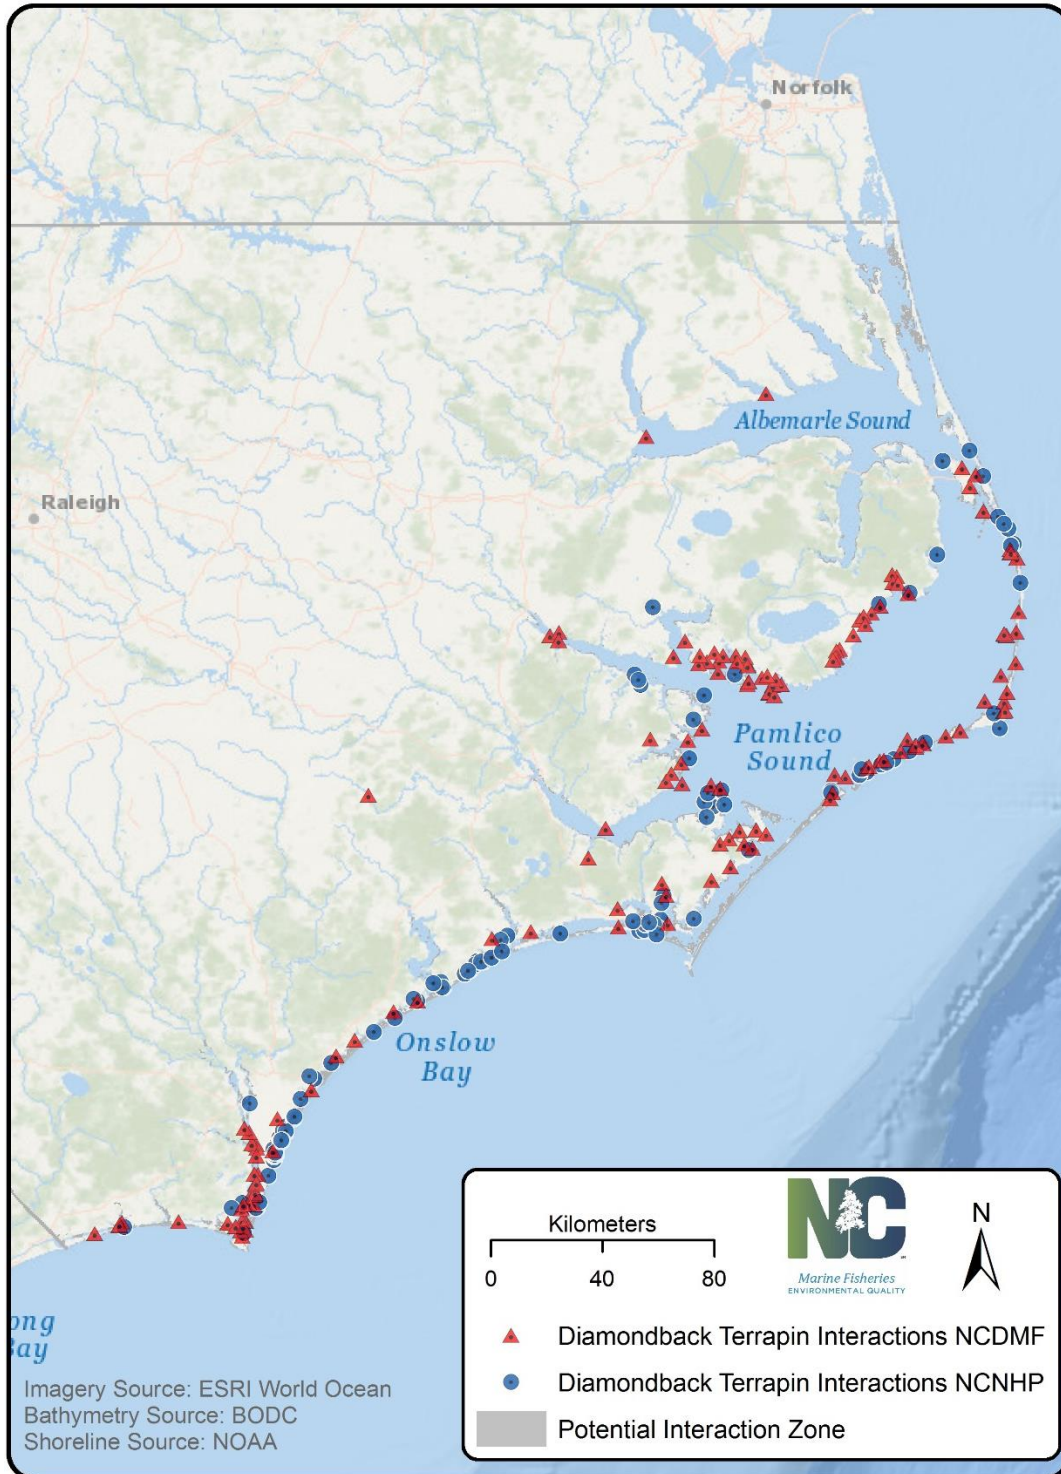 Norfolk
Albemarle Sound
Raleigh
Pamlico
Sound
Onslow
Bay
Kilometers
0 40 80
NC
Marine Fisheries
ENVIRONMENTAL QUALITY
N
Diamondback Terrapin Interactions NCDMF
Diamondback Terrapin Interactions NCNHP
Potential Interaction Zone
ong
ay
Imagery Source: ESRI World Ocean
Bathymetry Source: BODC
Shoreline Source: NOAA